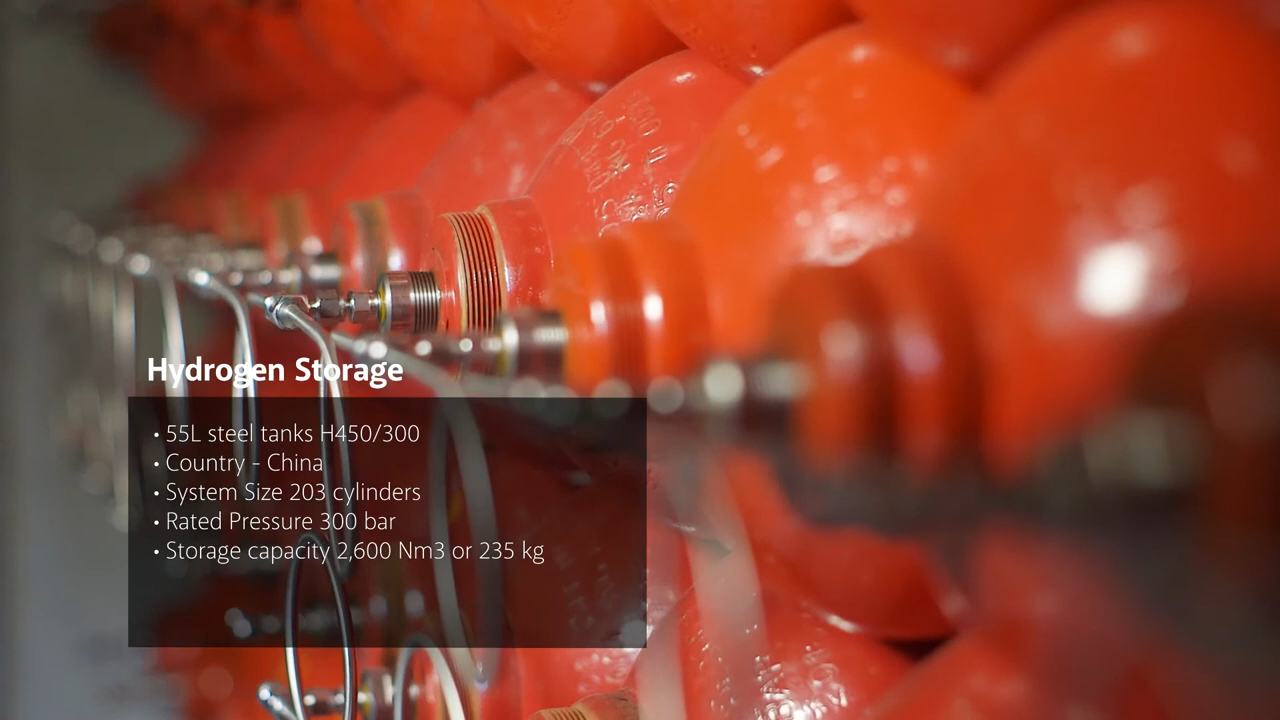 Hydrogen Storage
• 55L steel tanks H450/300
• Country - China
• System Size 203 cylinders
• Rated Pressure 300 bar
• Storage capacity 2,600 Nm3 or 235 kg